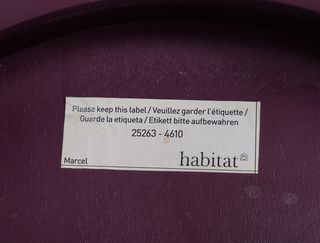 Please keep this label / Veuillez garder l'étiquette /
Guarde la etiqueta / Etikett bitte aufbewahren
25263 - 4610
Marcel
habitat